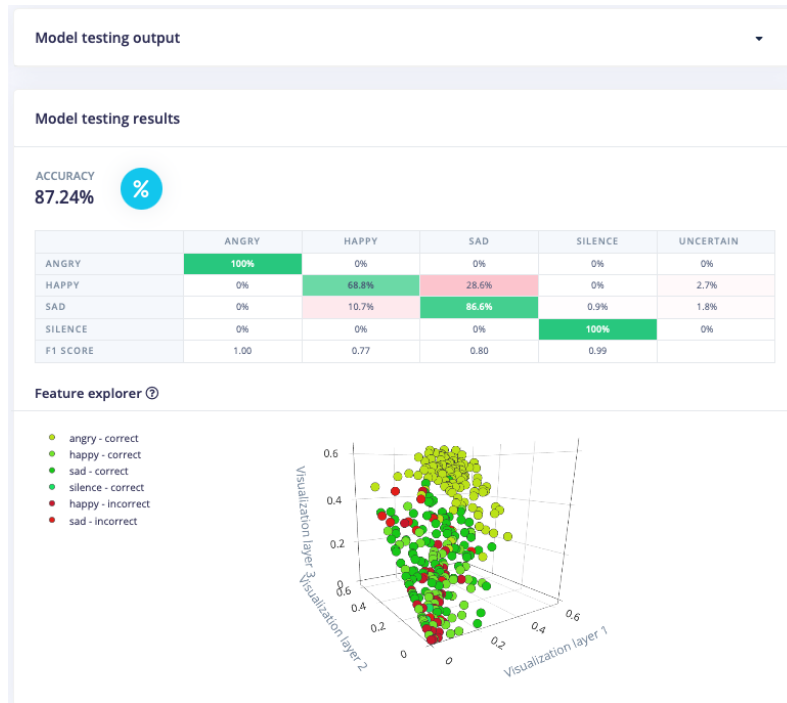 Model testing output
Model testing results
ACCURACY
87.24%
%
ANGRY HAPPY SAD SILENCE UNCERTAIN
ANGRY 100% 0% 0% 0% 0%
HAPPY 0% 68.8% 28.6% 0% 2.7%
SAD 0% 10.7% 86.6% 0.9% 1.8%
SILENCE 0% 0% 0% 100% 0%
F1 SCORE 1.00 0.77 0.80 0.99
Feature explorer ?
angry - correct
happy - correct
sad - correct
silence - correct
happy - incorrect
sad - incorrect
Visualization layer 3
0.6
0.4
0.2
0
Visualization layer 2
0.6
0.4
0.2
0
Visualization layer 1
0
0.2
0.4
0.6